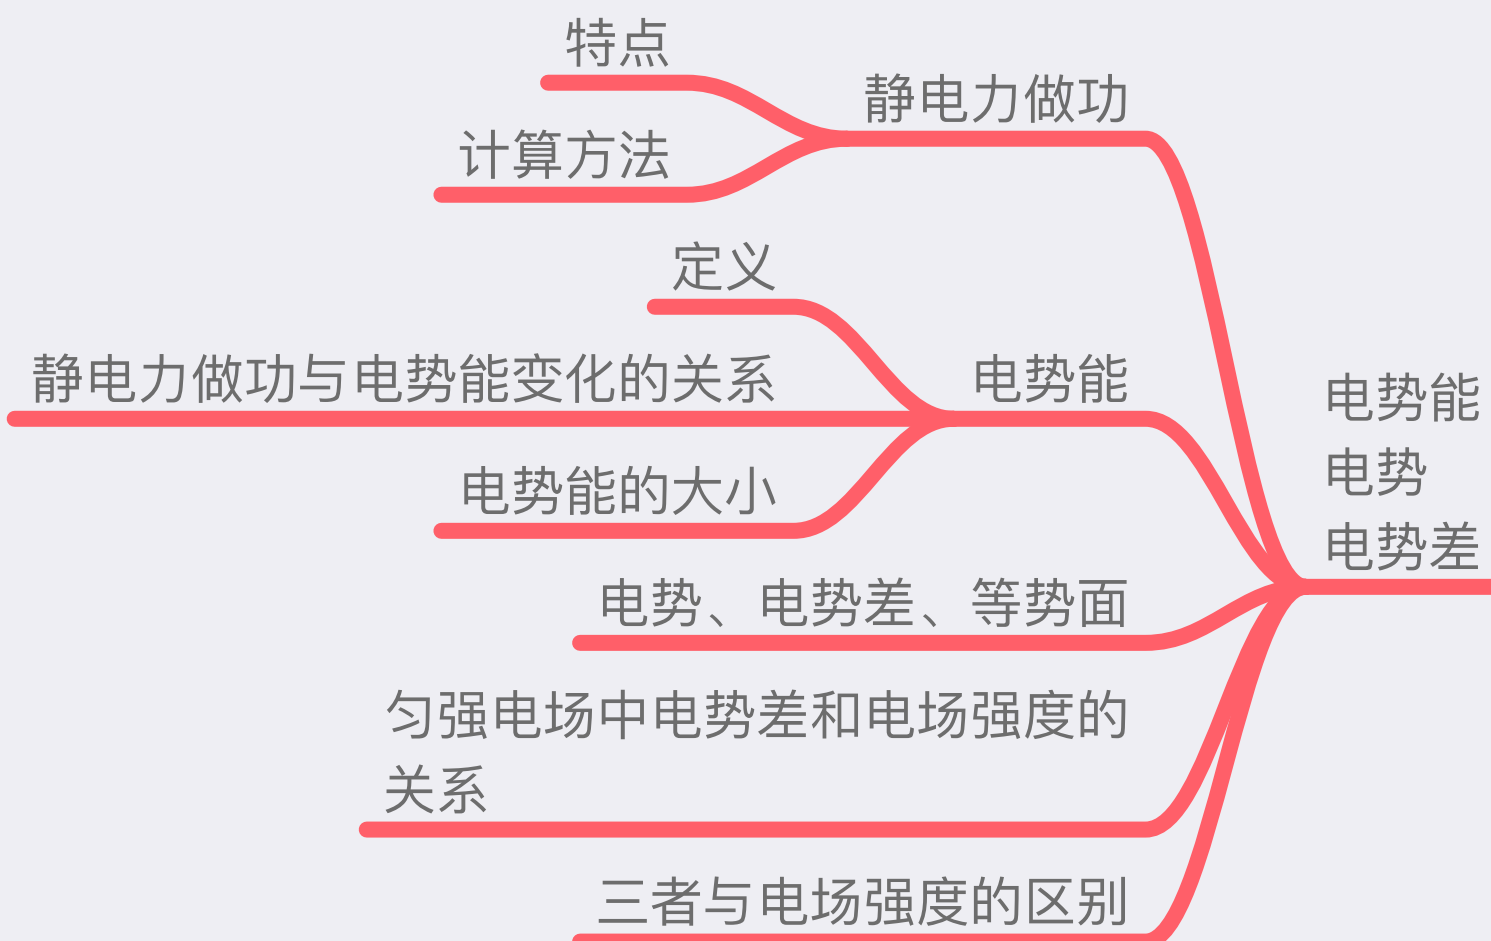 特点
静电力做功
计算方法
定义
静电力做功与电势能变化的关系
电势能
电势能的大小
电势能
电势
电势差
电势、电势差、等势面
匀强电场中电势差和电场强度的
关系
三者与电场强度的区别